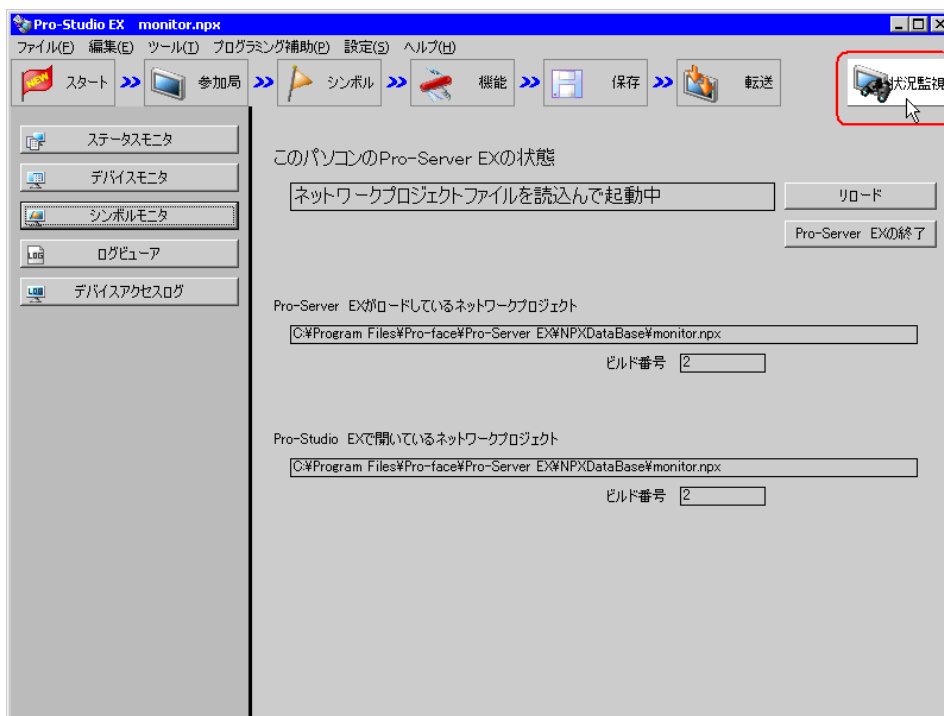 Pro-Studio EX monitor.npx
ファイル(F) 編集(E) ツール(T) プログラミング補助(P) 設定(S) ヘルプ(H)
NEW スタート 参加局 シンボル 機能 保存 転送 状況監視
ステータスモニタ
デバイスモニタ
シンボルモニタ
LOG ログビューア
LOG デバイスアクセスログ
このパソコンのPro-Server EXの状態
ネットワークプロジェクトファイルを読込んで起動中
リロード
Pro-Server EXの終了
Pro-Server EXがロードしているネットワークプロジェクト
C:¥Program Files¥Pro-face¥Pro-Server EX¥NPXDataBase¥monitor.npx
ビルド番号 2
Pro-Studio EXで開いているネットワークプロジェクト
C:¥Program Files¥Pro-face¥Pro-Server EX¥NPXDataBase¥monitor.npx
ビルド番号 2